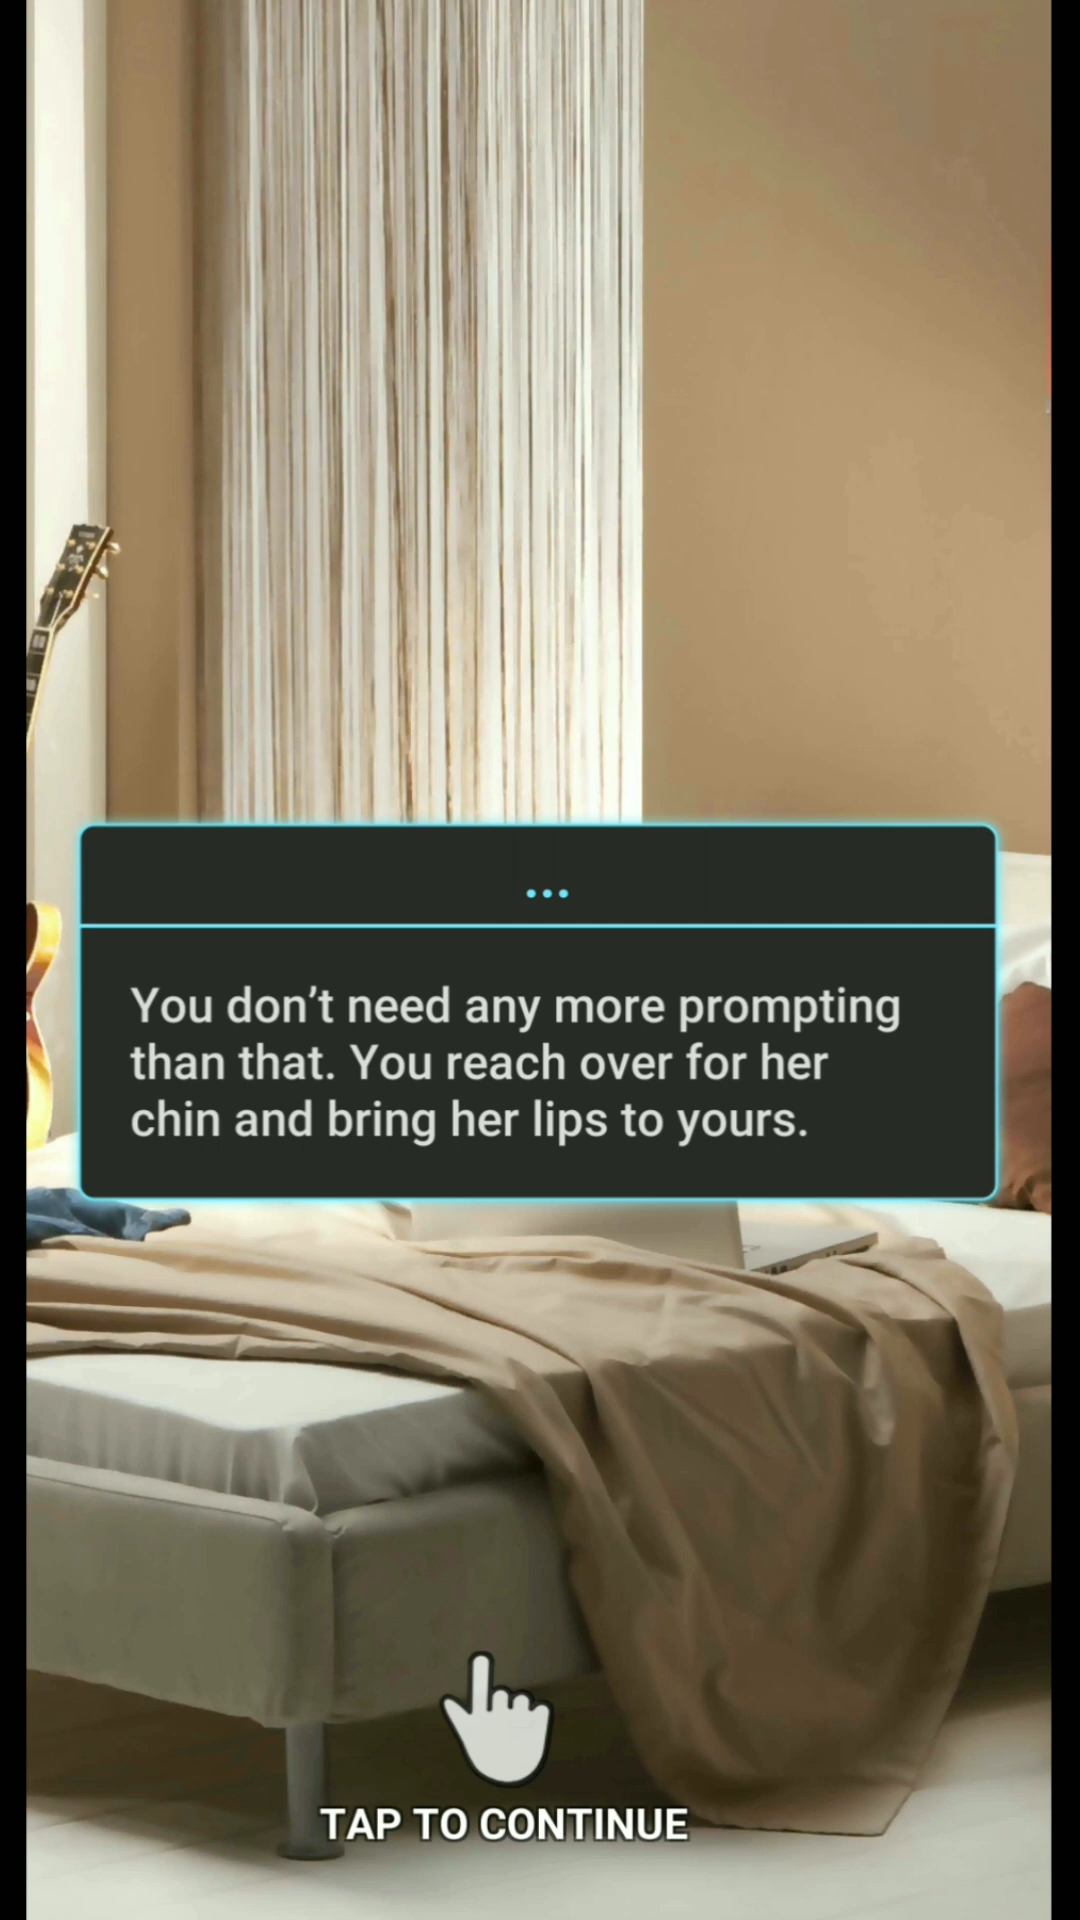 ...
You don’t need any more prompting
than that. You reach over for her
chin and bring her lips to yours.
TAP TO CONTINUE